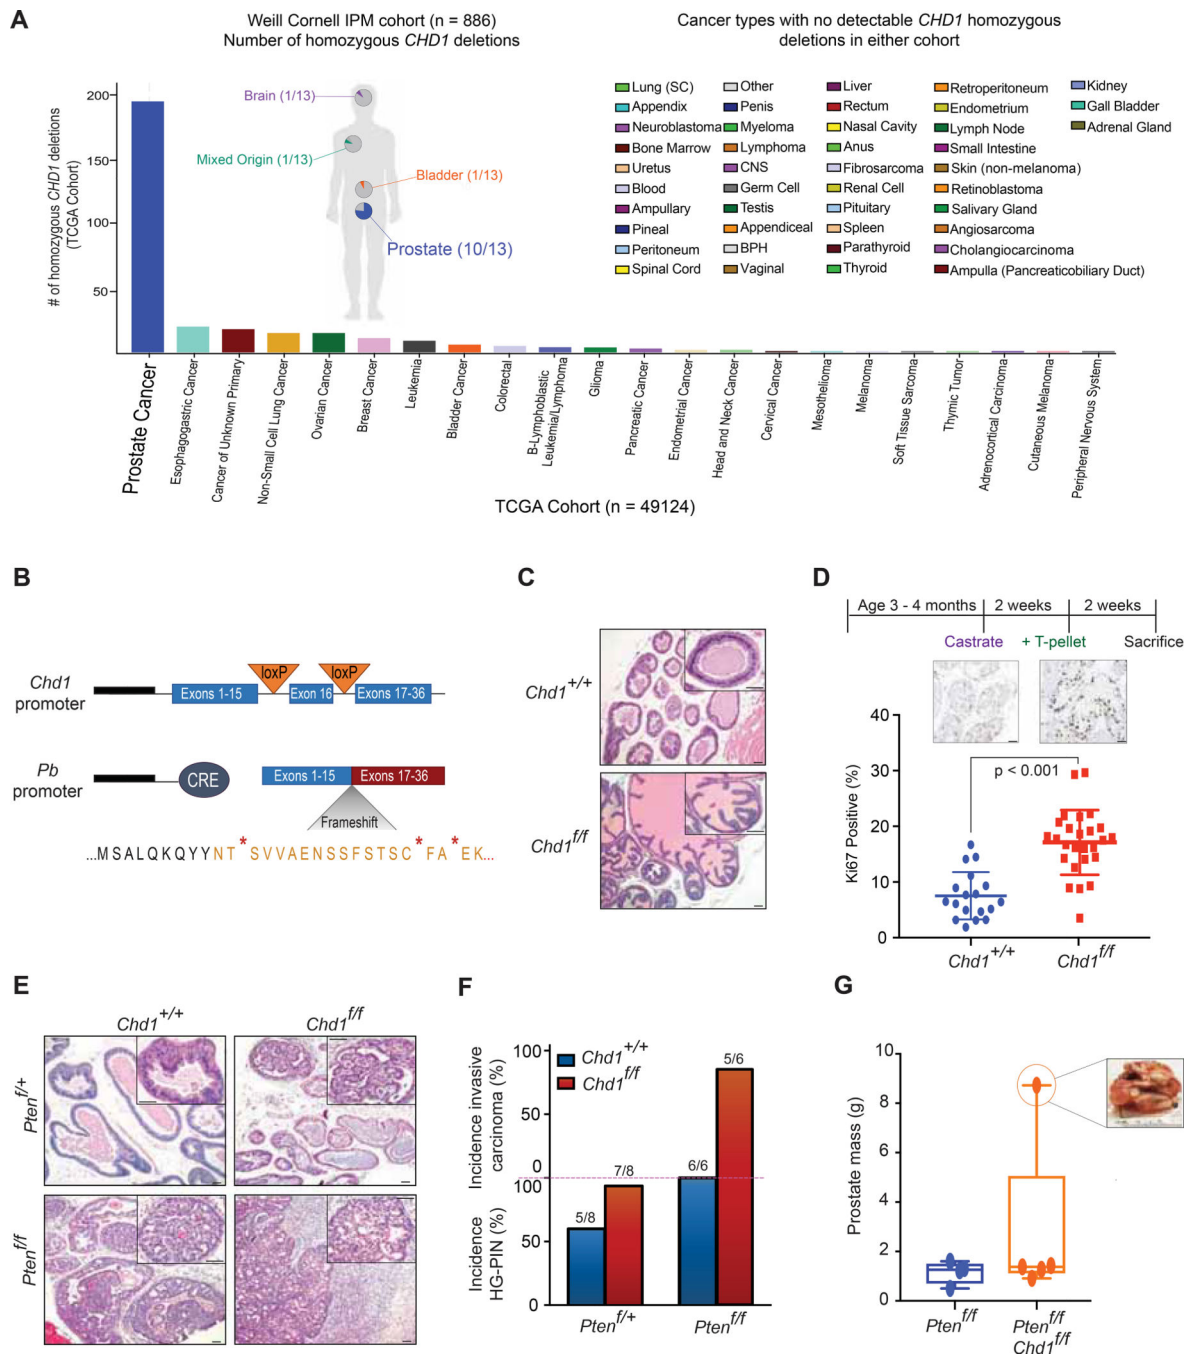 A
Weill Cornell IPM cohort (n = 886)
Number of homozygous CHD1 deletions
Cancer types with no detectable CHD1 homozygous
deletions in either cohort
# of homozygous CHD1 deletions
(TCGA Cohort)
200
150
100
50
Brain (1/13)
Mixed Origin (1/13)
Bladder (1/13)
Prostate (10/13)
Lung (SC)
Appendix
Neuroblastoma
Bone Marrow
Uretus
Blood
Ampullary
Pineal
Peritoneum
Spinal Cord
Other
Penis
Myeloma
Lymphoma
CNS
Germ Cell
Testis
Appendiceal
BPH
Vaginal
Liver
Rectum
Nasal Cavity
Anus
Fibrosarcoma
Renal Cell
Pituitary
Spleen
Parathyroid
Thyroid
Retroperitoneum
Endometrium
Lymph Node
Small Intestine
Skin (non-melanoma)
Retinoblastoma
Salivary Gland
Angiosarcoma
Cholangiocarcinoma
Ampulla (Pancreaticobiliary Duct)
Kidney
Gall Bladder
Adrenal Gland
Prostate Cancer
Esophagogastric Cancer
Cancer of Unknown Primary
Non-Small Cell Lung Cancer
Ovarian Cancer
Breast Cancer
Leukemia
Bladder Cancer
Colorectal
B-Lymphoblastic
Leukemia/Lymphoma
Glioma
Pancreatic Cancer
Endometrial Cancer
Head and Neck Cancer
Cervical Cancer
Mesothelioma
Melanoma
Soft Tissue Sarcoma
Thymic Tumor
Adrenocortical Carcinoma
Cutaneous Melanoma
Peripheral Nervous System
TCGA Cohort (n = 49124)
B
Chd1
promoter
loxP
loxP
Exons 1-15
Exon 16
Exons 17-36
Pb
promoter
CRE
Exons 1-15
Exons 17-36
Frameshift
...MSALQKQYYNT*SVVAENSSFSTSC*FA*EK...
C
Chd1+/+
Chd1f/f
D
Age 3 - 4 months
2 weeks
2 weeks
Castrate
+ T-pellet
Sacrifice
Ki67 Positive (%)
40
30
20
10
0
p < 0.001
Chd1+/+
Chd1f/f
E
Chd1+/+
Chd1f/f
Ptenf/+
Ptenf/f
F
Incidence invasive
carcinoma (%)
100
50
0
Incidence
HG-PIN (%)
100
50
0
Chd1+/+
Chd1f/f
5/8
7/8
6/6
5/6
Ptenf/+
Ptenf/f
G
Prostate mass (g)
10
8
6
4
2
0
Ptenf/f
Ptenf/f
Chd1f/f